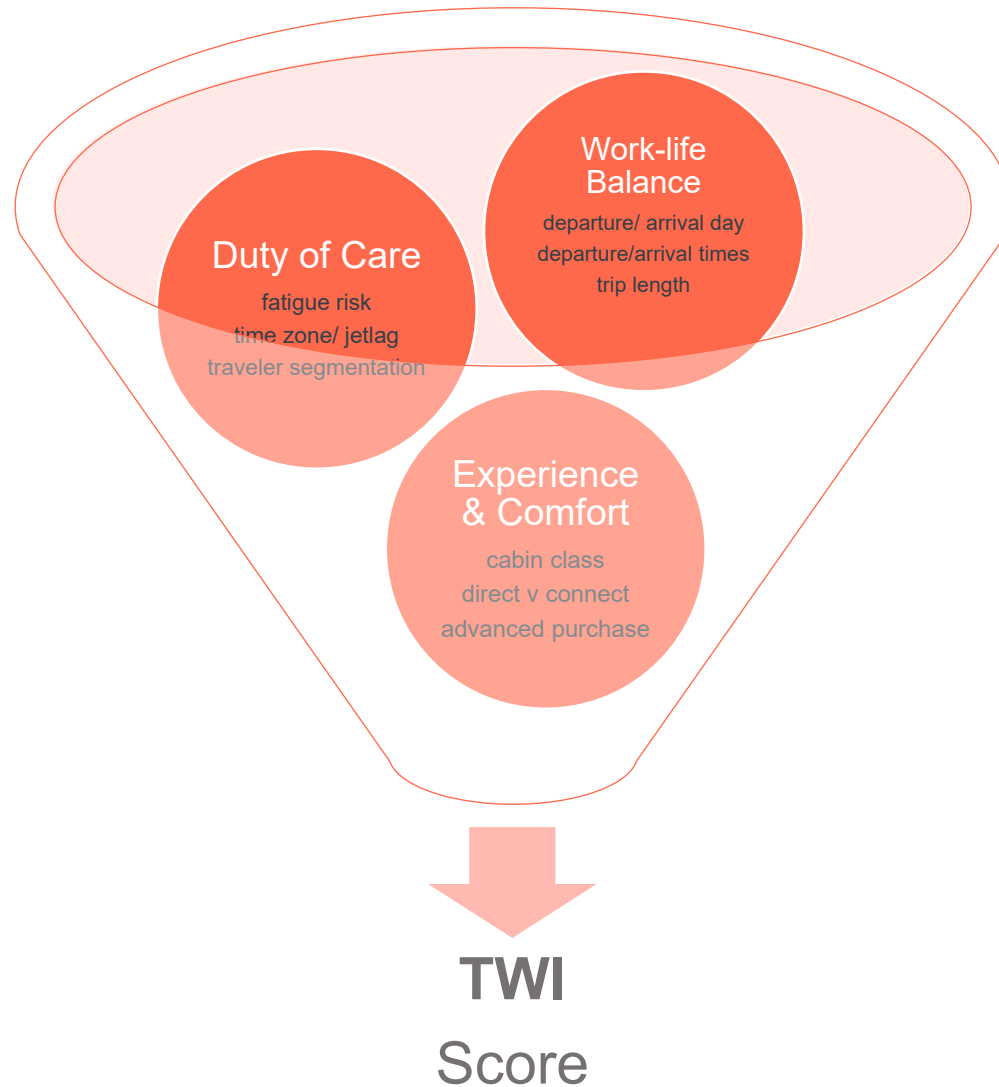 Work-life
Balance
departure/ arrival day
departure/arrival times
trip length
Duty of Care
fatigue risk
time zone/ jetlag
traveler segmentation
Experience
& Comfort
cabin class
direct v connect
advanced purchase
TWI
Score